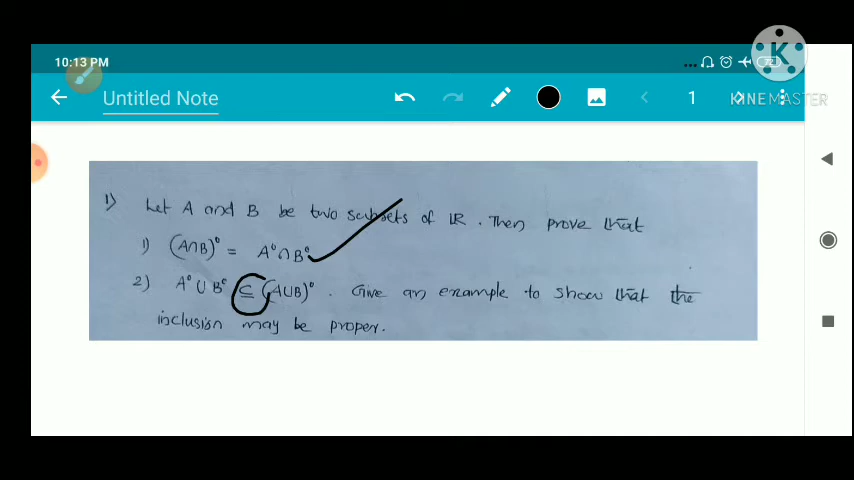 10:13 PM
Untitled Note
1
KINEMASTER
1) Let A and B be two subsets of ℝ. Then prove that
1) (A∩B)° = A°∩B°
2) A° ∪ B° ⊆ (A∪B)°. Give an example to show that the
inclusion may be proper.